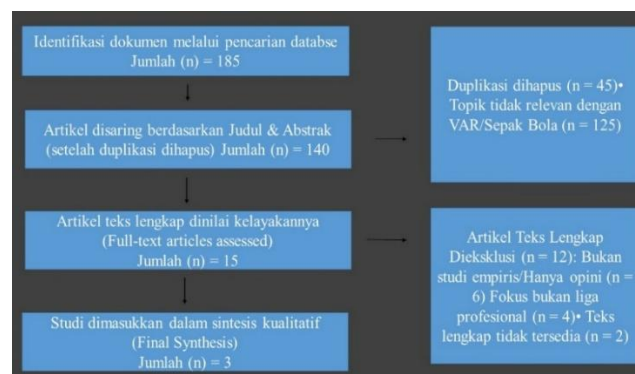 Identifikasi dokumen melalui pencarian databse
Jumlah (n) = 185
Artikel disaring berdasarkan Judul & Abstrak
(setelah duplikasi dihapus) Jumlah (n) = 140
Artikel teks lengkap dinilai kelayakannya
(Full-text articles assessed)
Jumlah (n) = 15
Studi dimasukkan dalam sintesis kualitatif
(Final Synthesis)
Jumlah (n) = 3
Duplikasi dihapus (n = 45)•
Topik tidak relevan dengan
VAR/Sepak Bola (n = 125)
Artikel Teks Lengkap
Dieksklusi (n = 12): Bukan
studi empiris/Hanya opini (n =
6) Fokus bukan liga
profesional (n = 4)• Teks
lengkap tidak tersedia (n = 2)